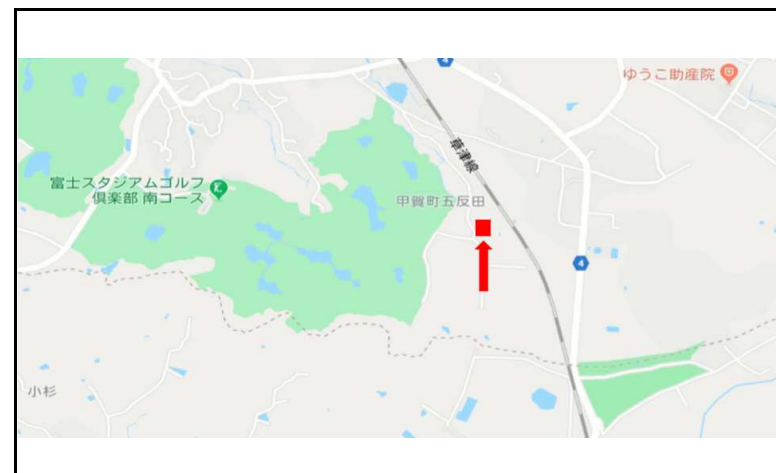 4
ゆうこ助産院
草津線
富士スタジアムゴルフ
倶楽部 南コース
甲賀町五反田
4
小杉